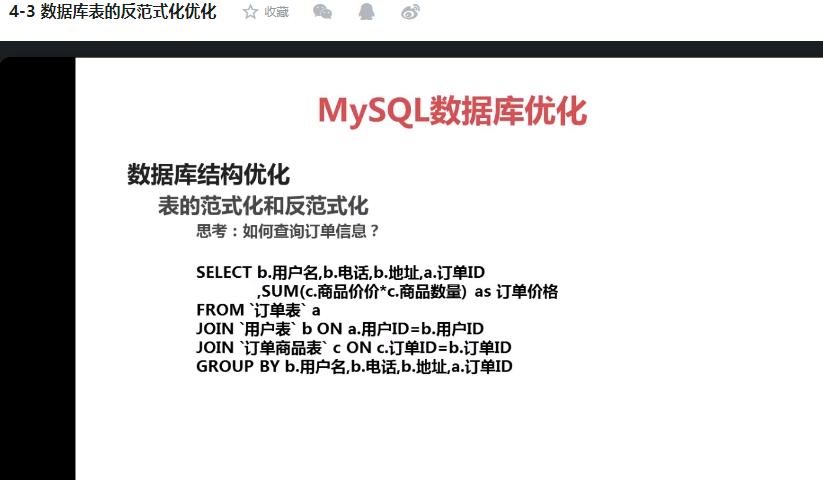 4-3 数据库表的反范式化优化 收藏
MySQL数据库优化
数据库结构优化
表的范式化和反范式化
思考：如何查询订单信息？
SELECT b.用户名,b.电话,b.地址,a.订单ID
,SUM(c.商品价价*c.商品数量) as 订单价格
FROM `订单表` a
JOIN `用户表` b ON a.用户ID=b.用户ID
JOIN `订单商品表` c ON c.订单ID=b.订单ID
GROUP BY b.用户名,b.电话,b.地址,a.订单ID